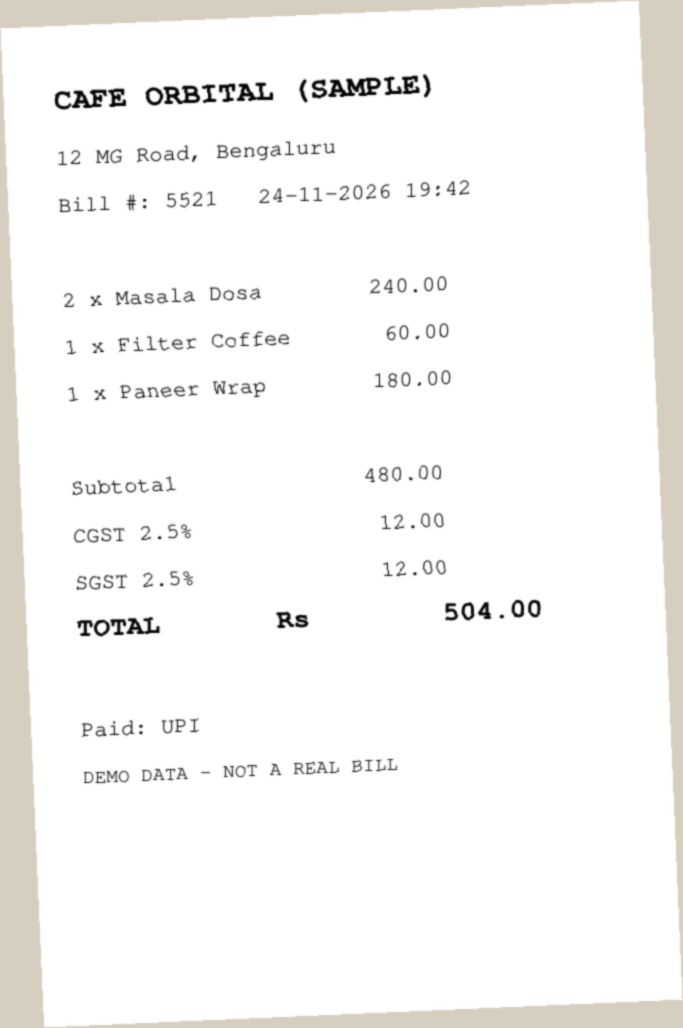 CAFE ORBITAL (SAMPLE)
12 MG Road, Bengaluru
Bill #: 5521   24-11-2026 19:42
2 x Masala Dosa 240.00
1 x Filter Coffee 60.00
1 x Paneer Wrap 180.00
Subtotal 480.00
CGST 2.5% 12.00
SGST 2.5% 12.00
TOTAL Rs 504.00
Paid: UPI
DEMO DATA - NOT A REAL BILL